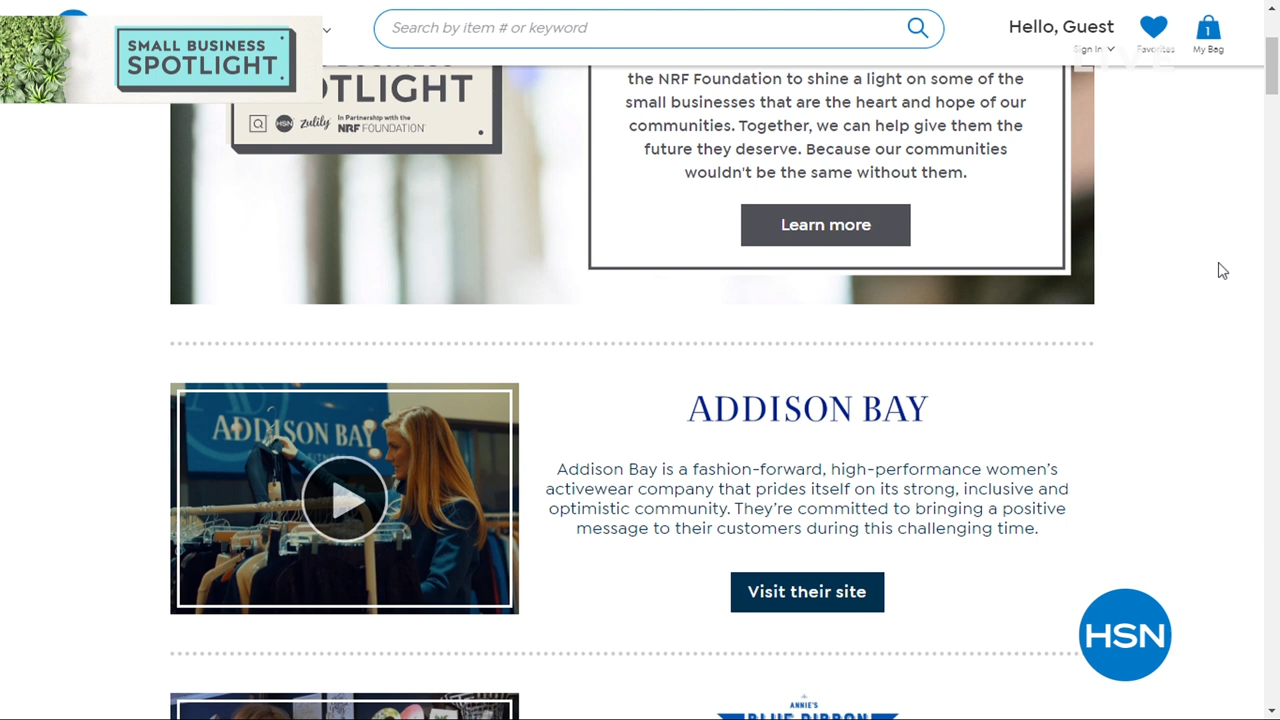 SMALL BUSINESS
SPOTLIGHT
Search by item # or keyword
Hello, Guest
Sign In
Favorites
1
My Bag
LIVE
TLIGHT
In Partnership with the
HSN
zulily
NRF FOUNDATION
the NRF Foundation to shine a light on some of the
small businesses that are the heart and hope of our
communities. Together, we can help give them the
future they deserve. Because our communities
wouldn't be the same without them.
Learn more
ADDISON BAY
ADDISON BAY
Addison Bay is a fashion-forward, high-performance women's
activewear company that prides itself on its strong, inclusive and
optimistic community. They're committed to bringing a positive
message to their customers during this challenging time.
Visit their site
HSN
ANNIE'S
BLUE RIBBON